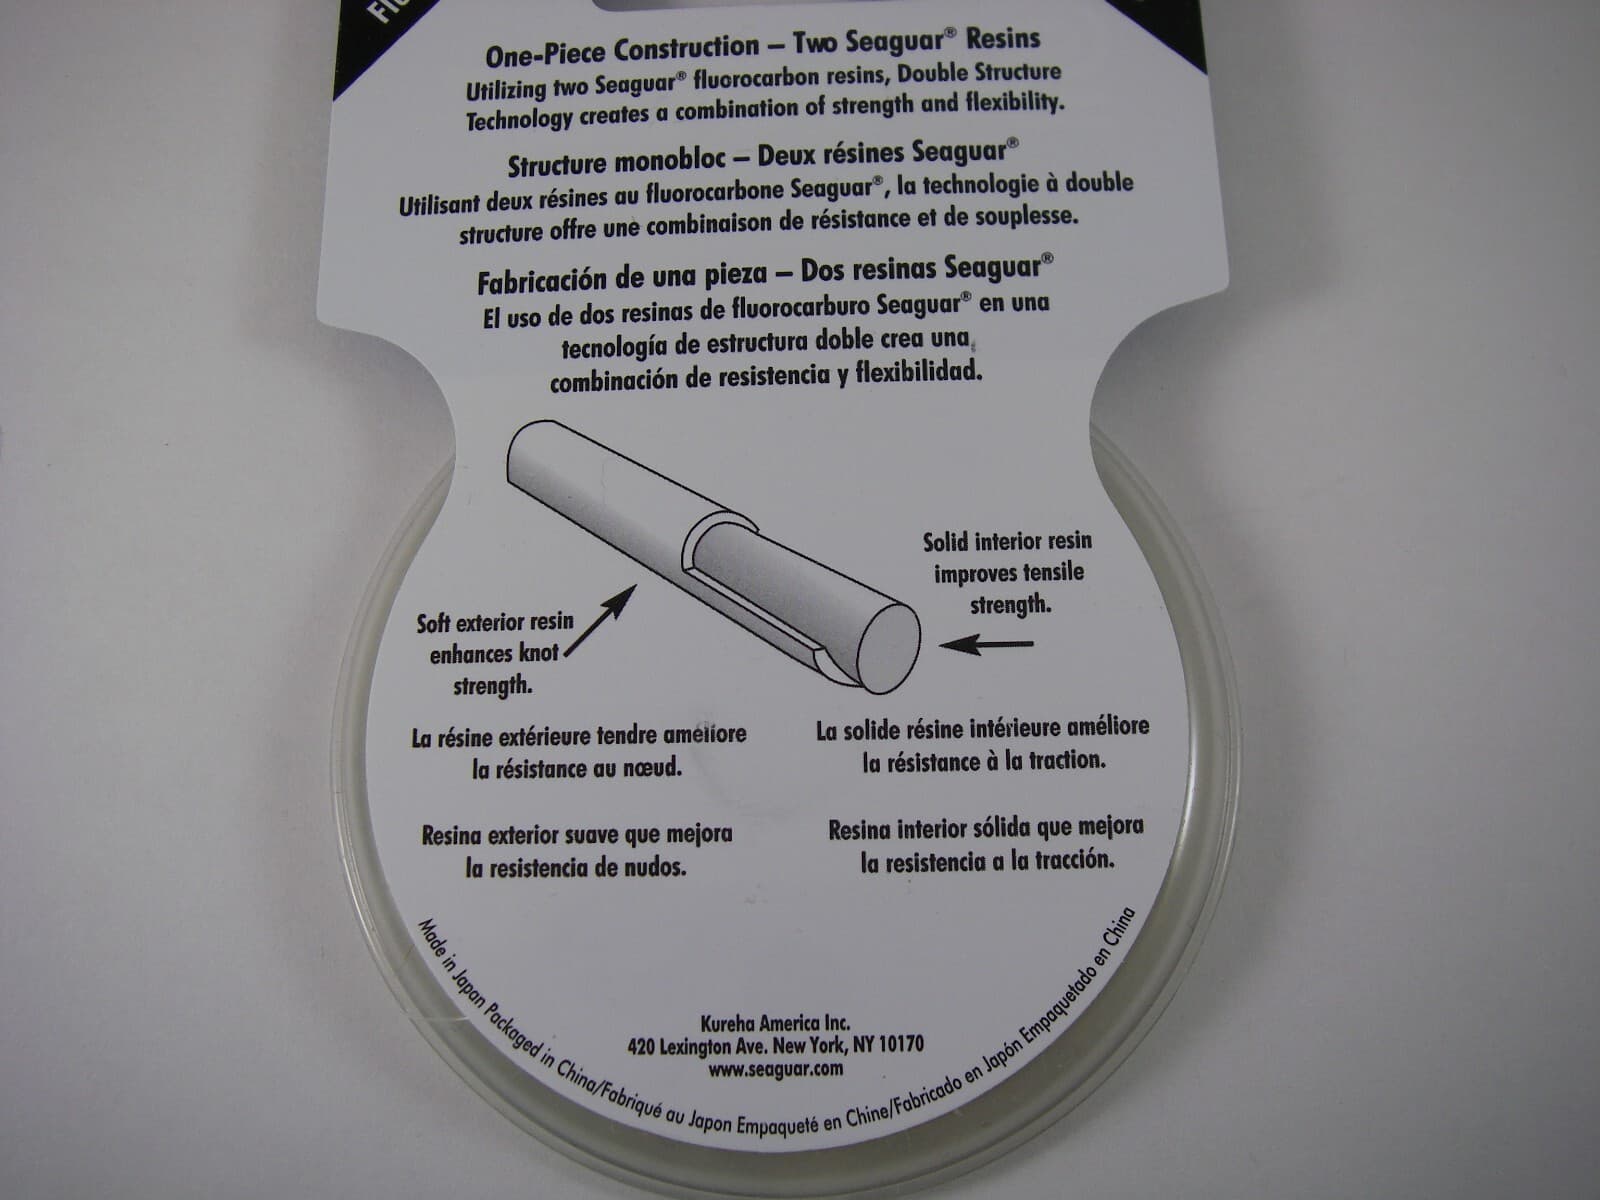 One-Piece Construction – Two Seaguar® Resins
Utilizing two Seaguar® fluorocarbon resins, Double Structure
Technology creates a combination of strength and flexibility.
Structure monobloc – Deux résines Seaguar®
Utilisant deux résines au fluorocarbone Seaguar®, la technologie à double
structure offre une combinaison de résistance et de souplesse.
Fabricación de una pieza – Dos resinas Seaguar®
El uso de dos resinas de fluorocarburo Seaguar® en una
tecnología de estructura doble crea una
combinación de resistencia y flexibilidad.
Solid interior resin
improves tensile
strength.
Soft exterior resin
enhances knot
strength.
La résine extérieure tendre améliore
la résistance au nœud.
La solide résine intérieure améliore
la résistance à la traction.
Resina exterior suave que mejora
la resistencia de nudos.
Resina interior sólida que mejora
la resistencia a la tracción.
Kureha America Inc.
420 Lexington Ave. New York, NY 10170
www.seaguar.com
Made in Japan Packaged in China/Fabriqué au Japon Empaqueté en Chine/Fabricado en Japón Empaquetado en China